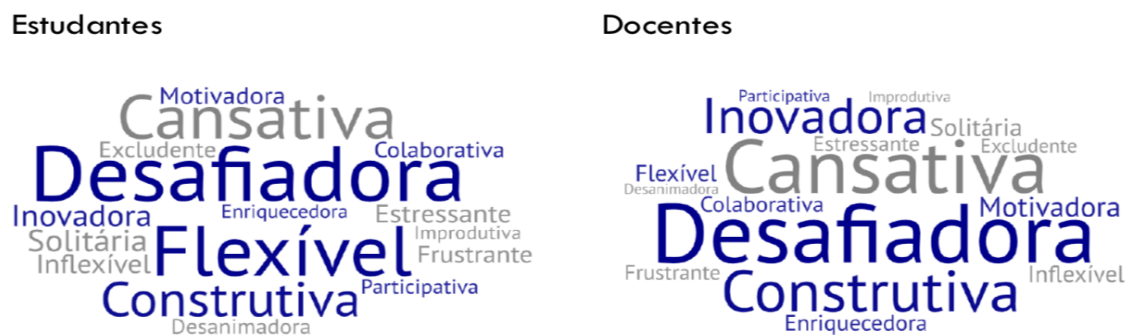 Estudantes
Motivadora
Cansativa
Excludente
Colaborativa
Desafiadora
Inovadora
Enriquecedora
Estressante
Solitária
Flexível
Improdutiva
Inflexível
Frustrante
Construtiva
Participativa
Desanimadora
Docentes
Participativa
Improdutiva
Inovadora
Solitária
Estressante
Excludente
Flexível
Cansativa
Desanimadora
Colaborativa
Motivadora
Desafiadora
Frustrante
Inflexível
Construtiva
Enriquecedora